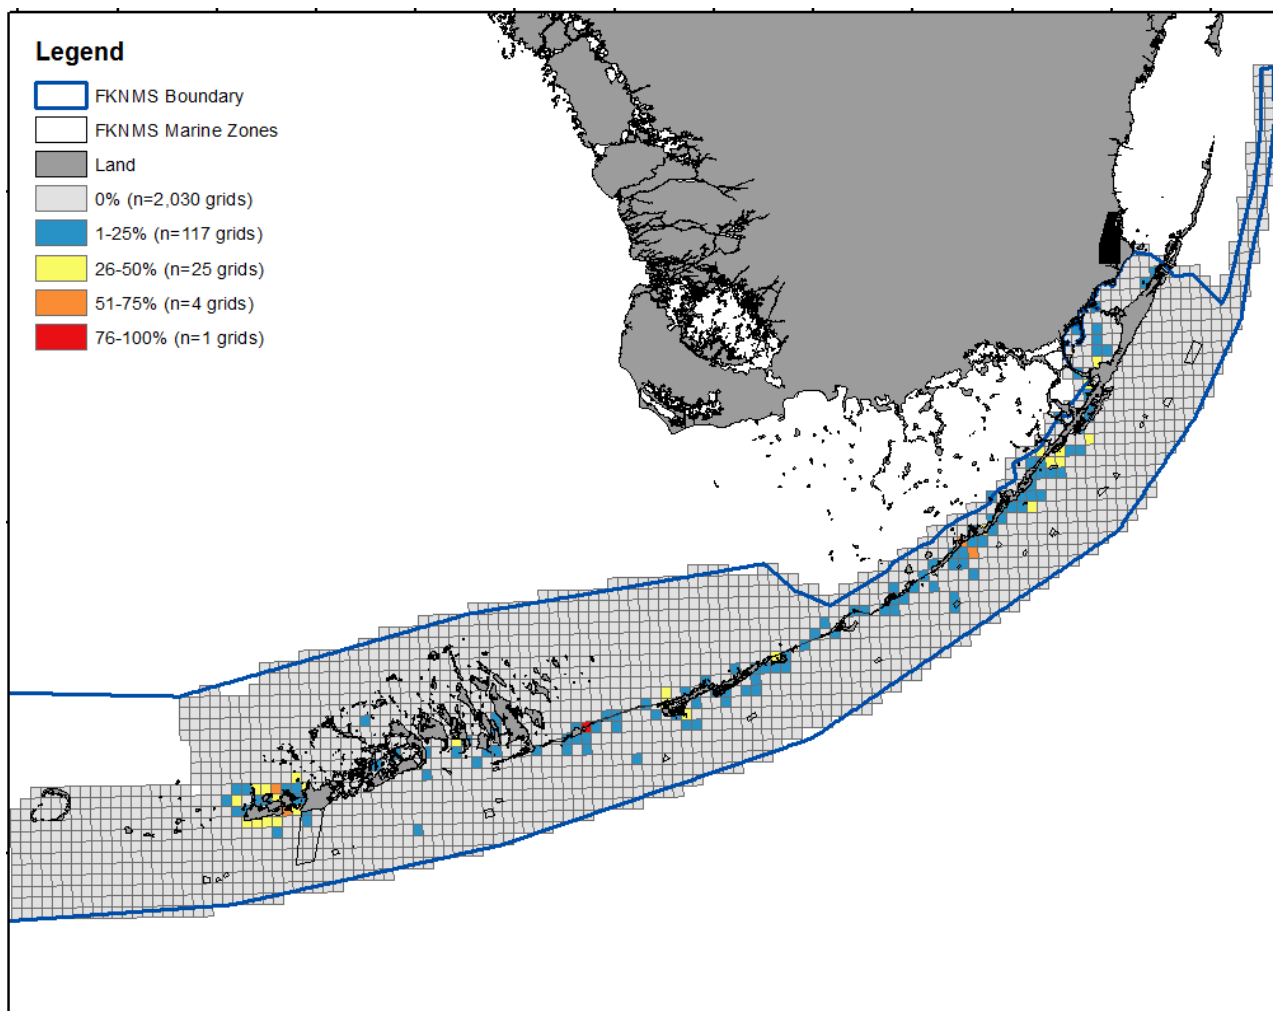 Legend
FKNMS Boundary
FKNMS Marine Zones
Land
0% (n=2,030 grids)
1-25% (n=117 grids)
26-50% (n=25 grids)
51-75% (n=4 grids)
76-100% (n=1 grids)